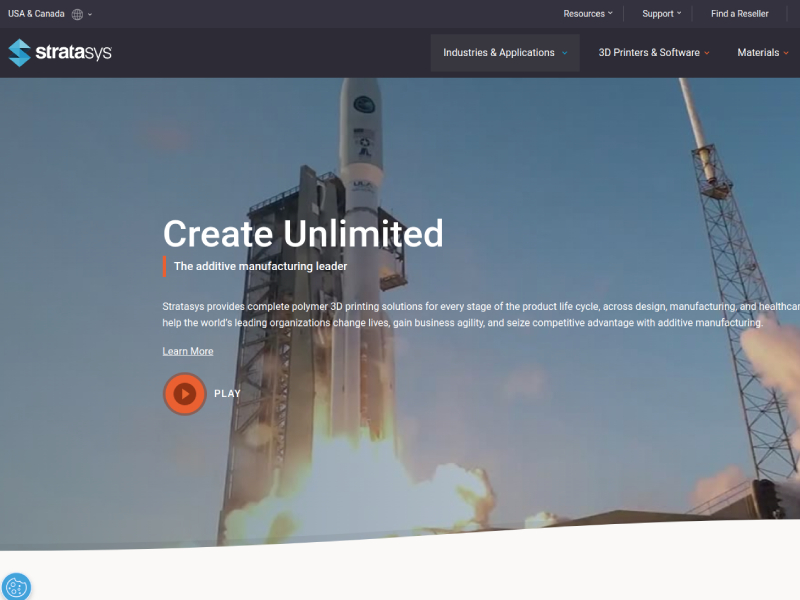 USA & Canada
Resources
Support
Find a Reseller
stratasys
Industries & Applications
3D Printers & Software
Materials
ULA
Create Unlimited
The additive manufacturing leader
Stratasys provides complete polymer 3D printing solutions for every stage of the product life cycle, across design, manufacturing, and
help the world's leading organizations change lives, gain business agility, and seize competitive advantage with additive manufacturing.
Learn More
PLAY